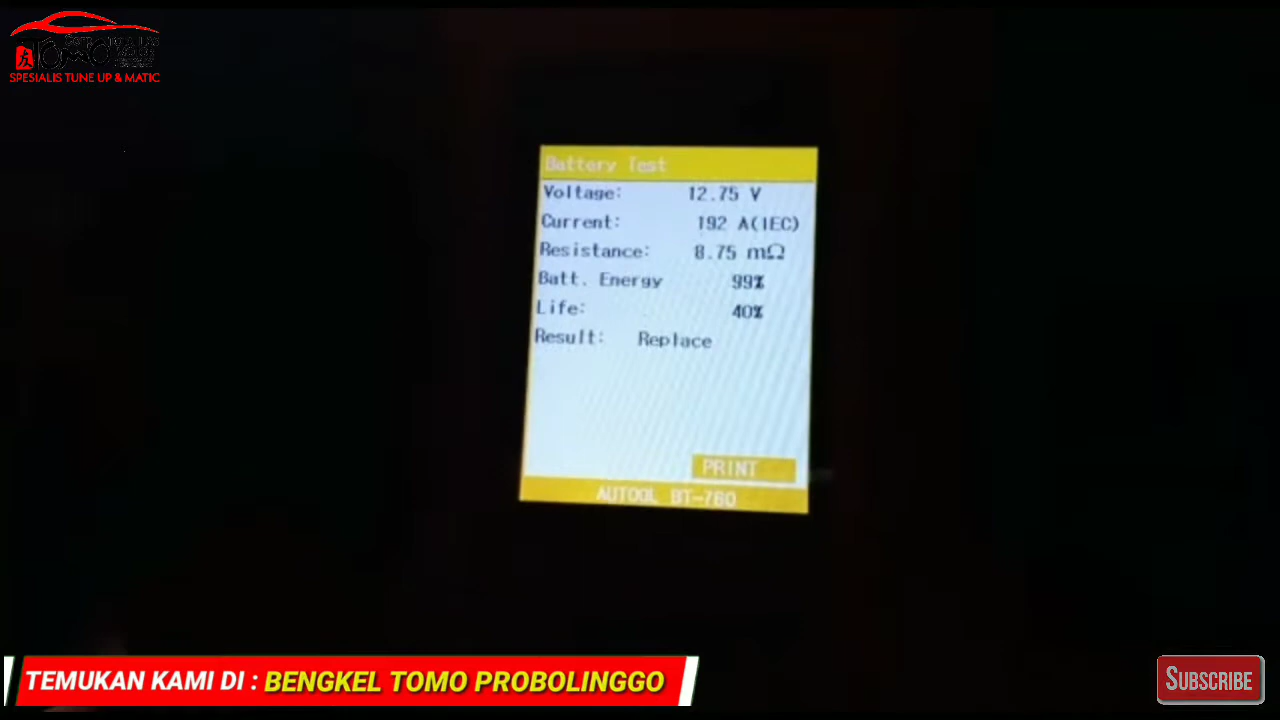 TOMO
SPESIALIS TUNE UP & MATIC
Battery Test
Voltage: 12.75 V
Current: 192 A(IEC)
Resistance: 8.75 mΩ
Batt. Energy 99%
Life: 40%
Result: Replace
PRINT
AUTOOL BT-760
TEMUKAN KAMI DI : BENGKEL TOMO PROBOLINGGO
SUBSCRIBE